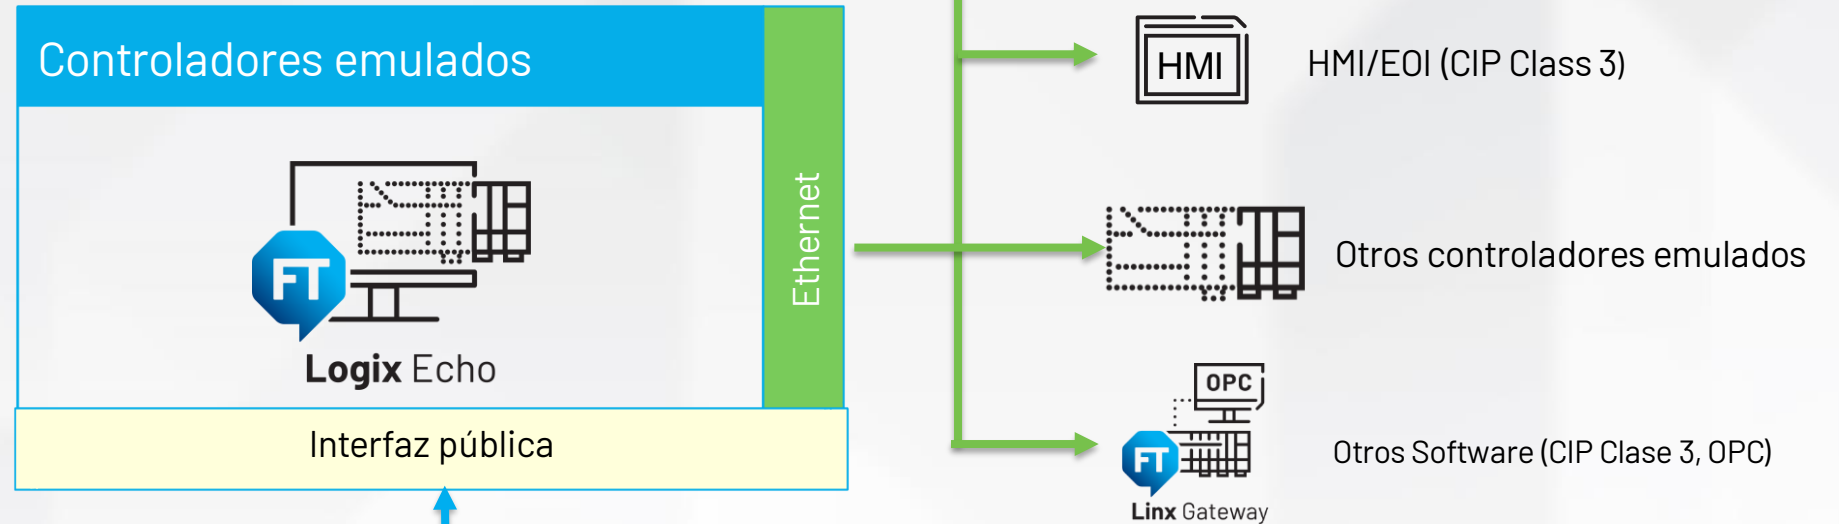 Controladores emulados
FT
Logix Echo
Ethernet
Interfaz pública
HMI
HMI/EOI (CIP Class 3)
Otros controladores emulados
OPC
FT
Linx Gateway
Otros Software (CIP Clase 3, OPC)